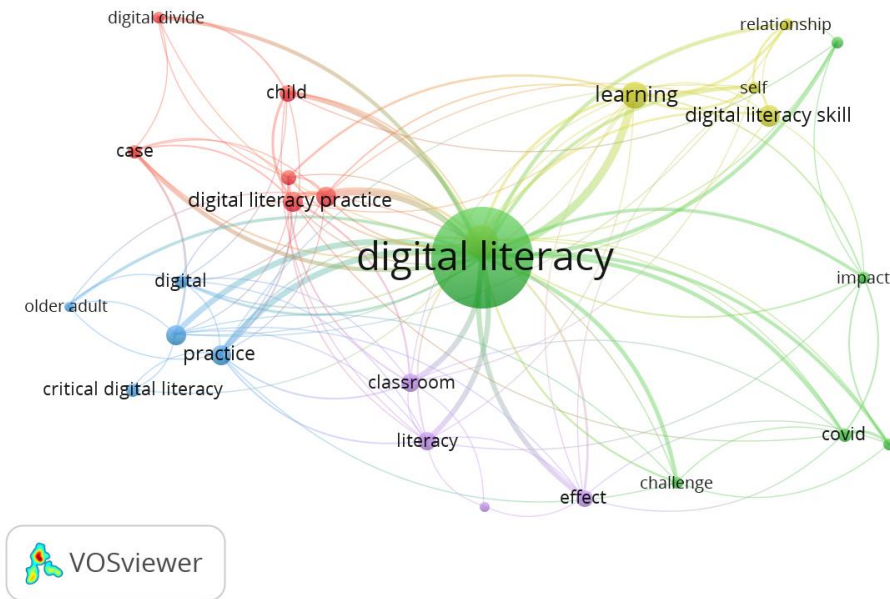 digital divide
relationship
child
learning
self
digital literacy skill
case
digital literacy practice
digital literacy
digital
impact
older adult
practice
critical digital literacy
classroom
literacy
covid
challenge
effect
VOSviewer